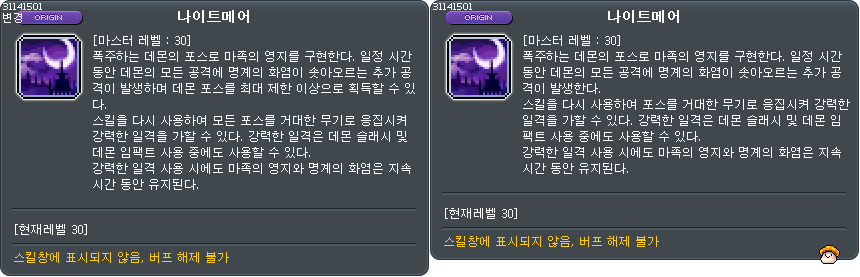 31141501
변경
ORIGIN
나이트메어
[마스터 레벨 : 30]
폭주하는 데몬의 포스로 마족의 영지를 구현한다. 일정 시간
동안 데몬의 모든 공격에 명계의 화염이 솟아오르는 추가 공
격이 발생하며 데몬 포스를 최대 제한 이상으로 획득할 수 있
다.
스킬을 다시 사용하여 모든 포스를 거대한 무기로 응집시켜
강력한 일격을 가할 수 있다. 강력한 일격은 데몬 슬래시 및
데몬 임팩트 사용 중에도 사용할 수 있다.
강력한 일격 사용 시에도 마족의 영지와 명계의 화염은 지속
시간 동안 유지된다.
[현재레벨 30]
스킬창에 표시되지 않음, 버프 해제 불가
31141501
ORIGIN
나이트메어
[마스터 레벨 : 30]
폭주하는 데몬의 포스로 마족의 영지를 구현한다. 일정 시간
동안 데몬의 모든 공격에 명계의 화염이 솟아오르는 추가 공
격이 발생한다.
스킬을 다시 사용하여 포스를 거대한 무기로 응집시켜 강력한
일격을 가할 수 있다. 강력한 일격은 데몬 슬래시 및 데몬 임
팩트 사용 중에도 사용할 수 있다.
강력한 일격 사용 시에도 마족의 영지와 명계의 화염은 지속
시간 동안 유지된다.
[현재레벨 30]
스킬창에 표시되지 않음, 버프 해제 불가